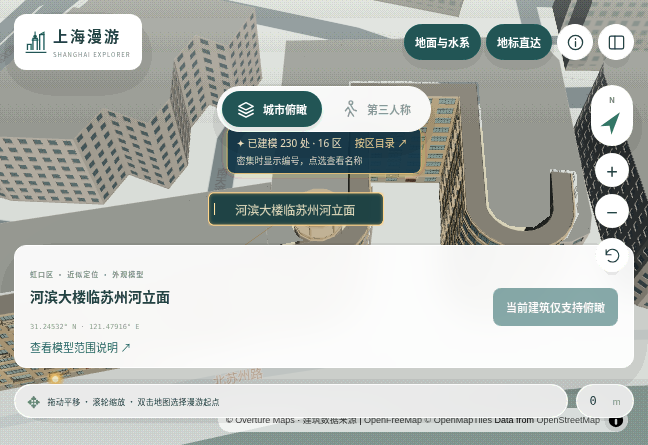 上海漫游
SHANGHAI EXPLORER
地面与水系
地标直达
城市俯瞰
第三人称
N
✦ 已建模 230 处 · 16 区 按区目录 ↗
密集时显示编号，点选查看名称
河滨大楼临苏州河立面
虹口区 · 近似定位 · 外观模型
河滨大楼临苏州河立面
31.24532° N · 121.47916° E
查看模型范围说明 ↗
当前建筑仅支持俯瞰
北苏州路
拖动平移 · 滚轮缩放 · 双击地图选择漫游起点
0 m
© Overture Maps · 建筑数据来源 | OpenFreeMap © OpenMapTiles Data from OpenStreetMap